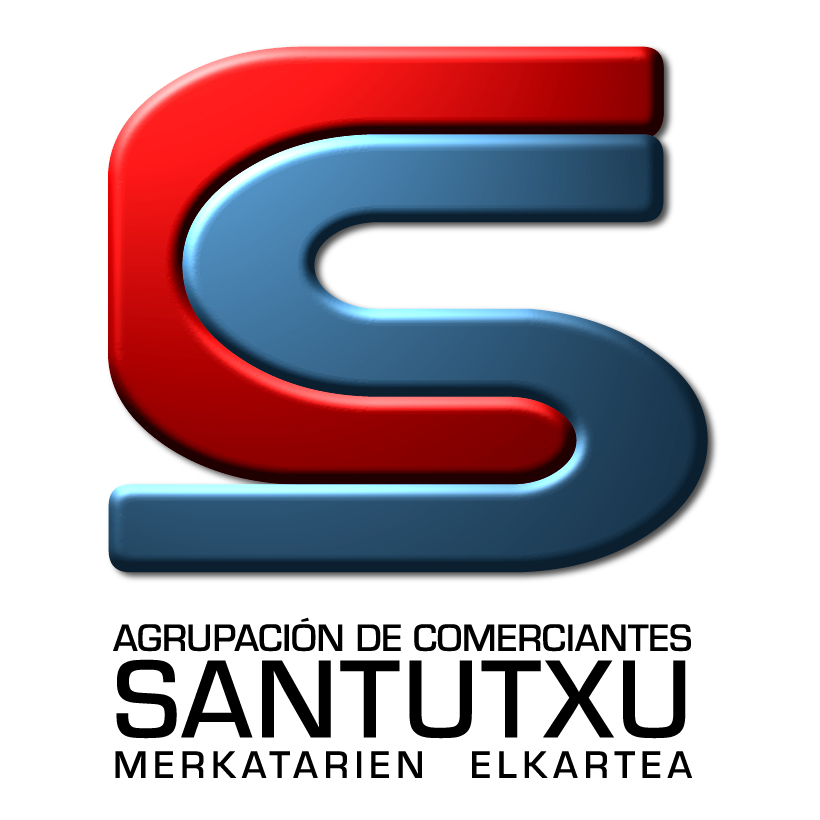 AGRUPACIÓN DE COMERCIANTES
SANTUTXU
MERKATARIEN ELKARTEA